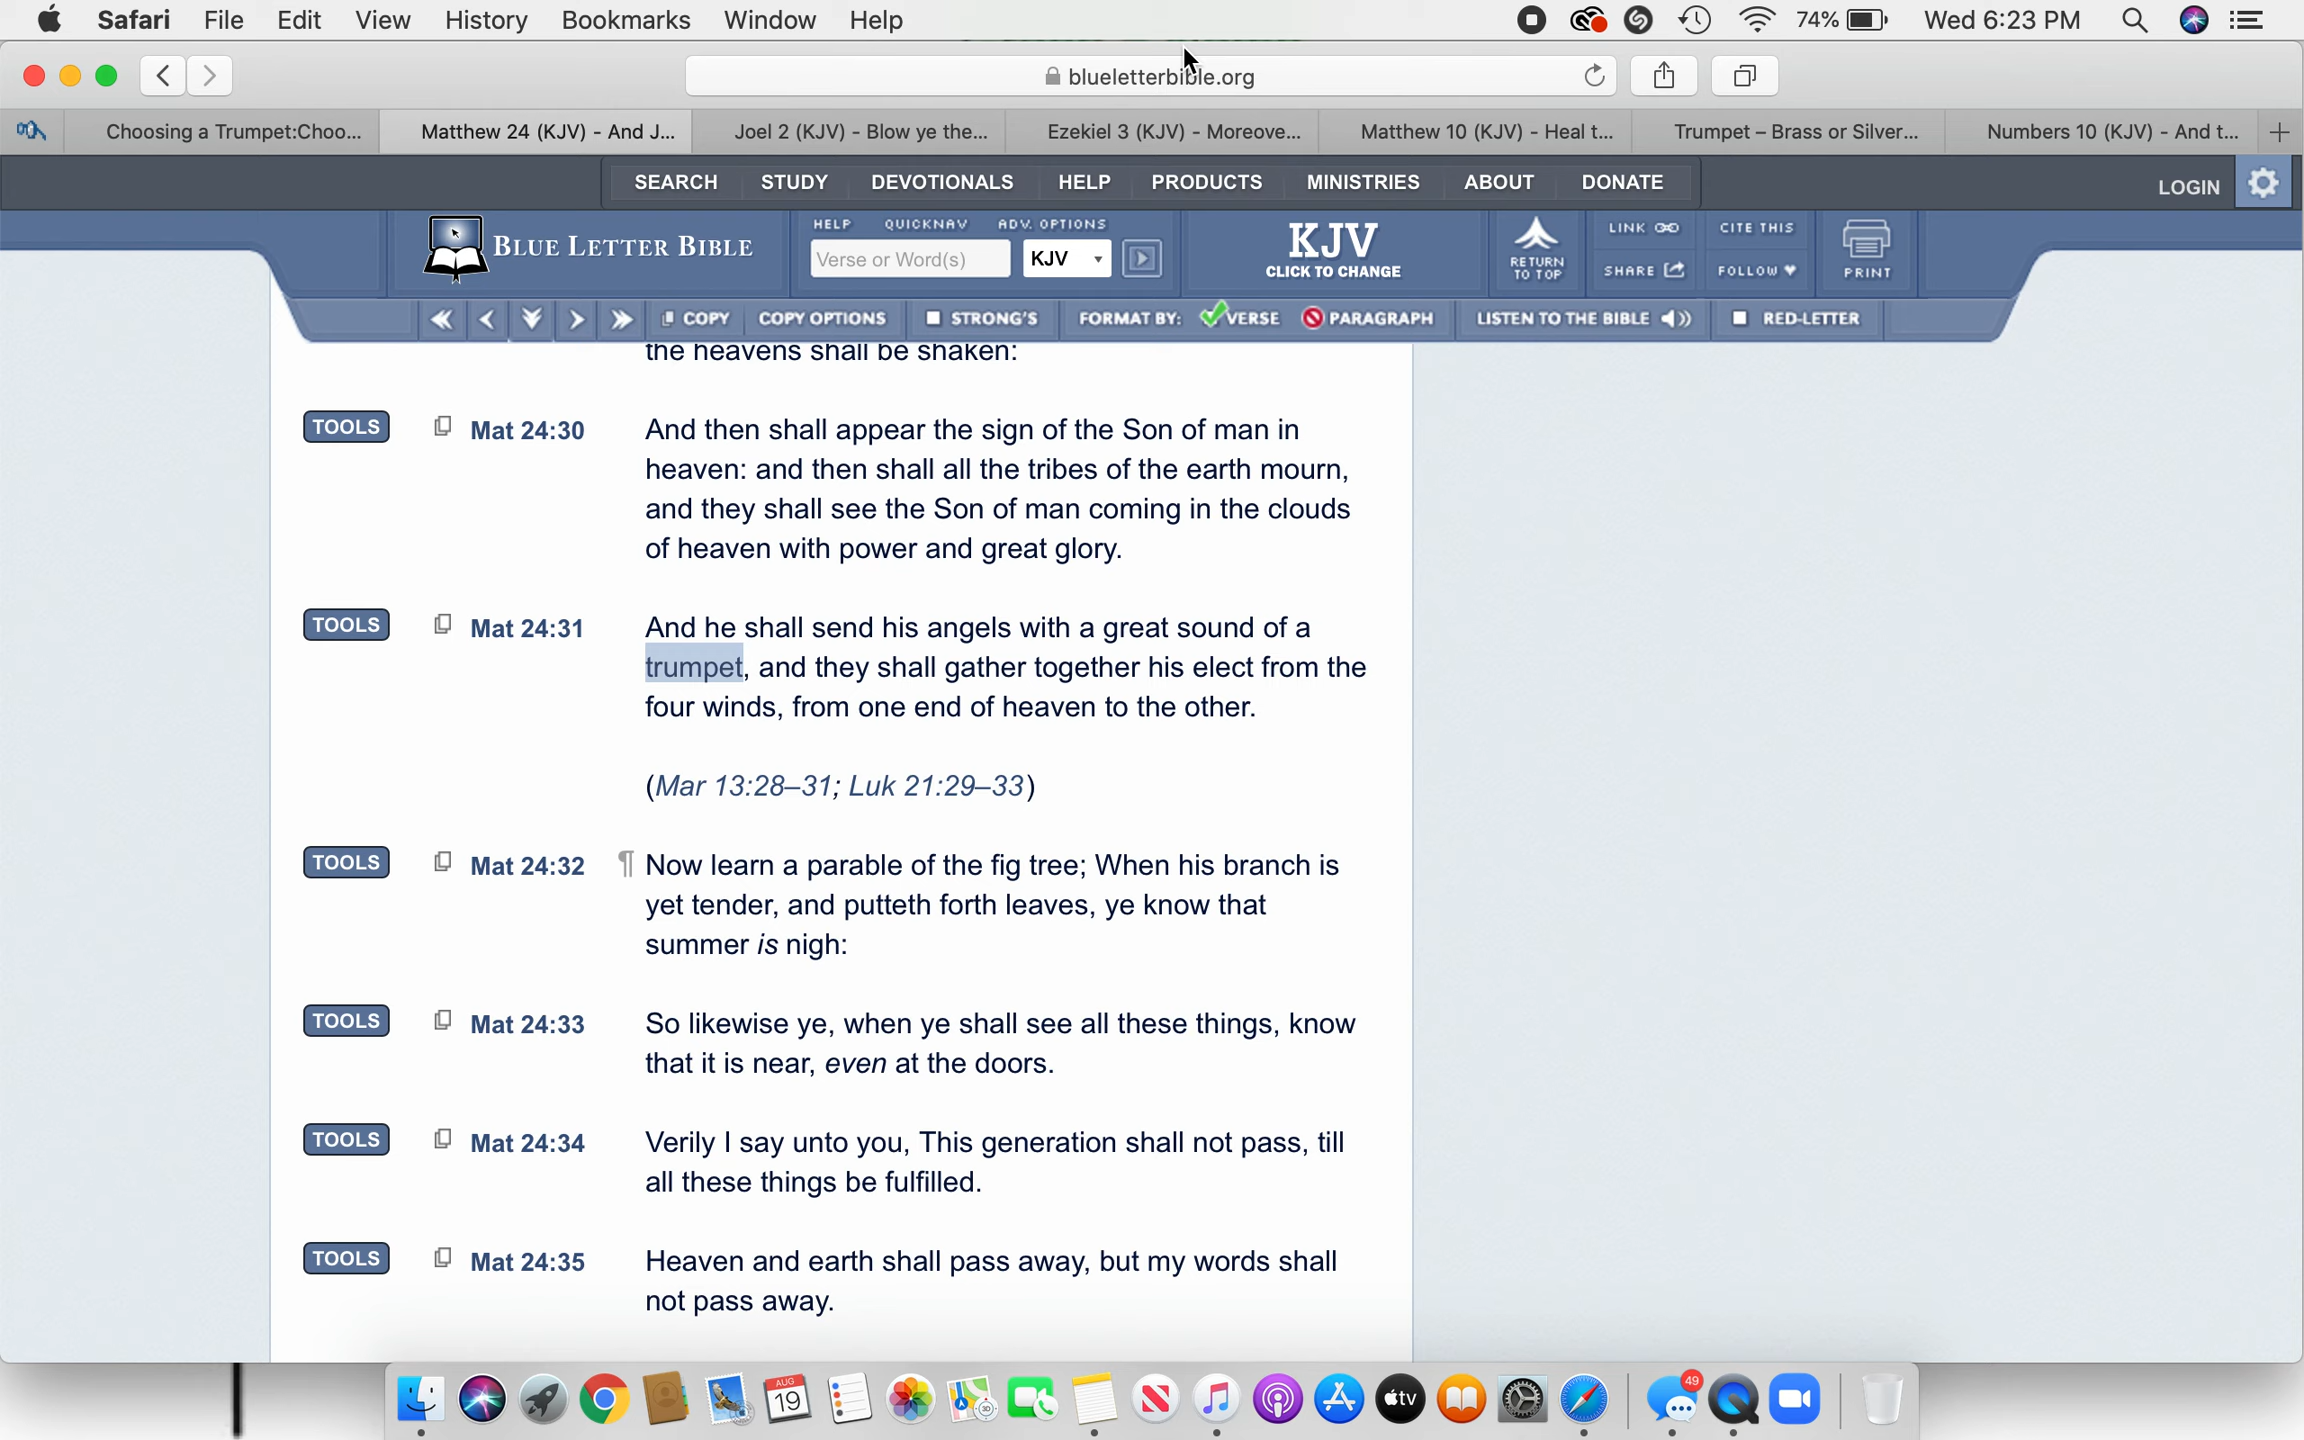 Safari File Edit View History Bookmarks Window Help 74% Wed 6:23 PM
blueletterbible.org
Choosing a Trumpet:Choo... Matthew 24 (KJV) - And J... Joel 2 (KJV) - Blow ye the... Ezekiel 3 (KJV) - Moreove... Matthew 10 (KJV) - Heal t... Trumpet – Brass or Silver... Numbers 10 (KJV) - And t...
SEARCH STUDY DEVOTIONALS HELP PRODUCTS MINISTRIES ABOUT DONATE LOGIN
HELP QUICKNAV ADV. OPTIONS
BLUE LETTER BIBLE
Verse or Word(s) KJV
KJV
CLICK TO CHANGE
RETURN
TO TOP
LINK CITE THIS
SHARE FOLLOW
PRINT
COPY COPY OPTIONS STRONG'S FORMAT BY: VERSE PARAGRAPH LISTEN TO THE BIBLE RED-LETTER
the heavens shall be shaken:
TOOLS Mat 24:30 And then shall appear the sign of the Son of man in
heaven: and then shall all the tribes of the earth mourn,
and they shall see the Son of man coming in the clouds
of heaven with power and great glory.
TOOLS Mat 24:31 And he shall send his angels with a great sound of a
trumpet, and they shall gather together his elect from the
four winds, from one end of heaven to the other.
(Mar 13:28–31; Luk 21:29–33)
TOOLS Mat 24:32 ¶ Now learn a parable of the fig tree; When his branch is
yet tender, and putteth forth leaves, ye know that
summer is nigh:
TOOLS Mat 24:33 So likewise ye, when ye shall see all these things, know
that it is near, even at the doors.
TOOLS Mat 24:34 Verily I say unto you, This generation shall not pass, till
all these things be fulfilled.
TOOLS Mat 24:35 Heaven and earth shall pass away, but my words shall
not pass away.
AUG
19
3D
tv
49